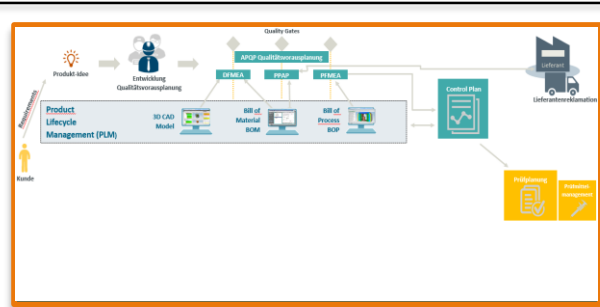 Quality Gates
APQP Qualitätsvorausplanung
DFMEA
PPAP
PFMEA
Produkt-Idee
Entwicklung
Qualitätsvorausplanung
Lieferant
Lieferantenreklamation
Requirements
Product
Lifecycle
Management (PLM)
3D CAD
Model
Bill of
Material
BOM
Bill of
Process
BOP
Control Plan
Kunde
Prüfplanung
Prüfmittel-
management